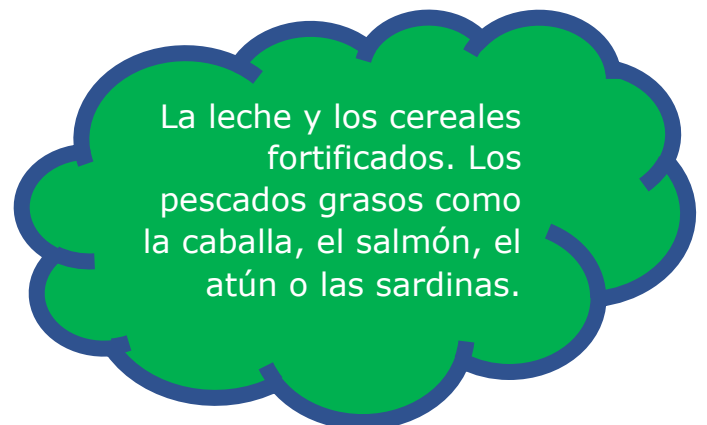 La leche y los cereales
fortificados. Los
pescados grasos como
la caballa, el salmón, el
atún o las sardinas.